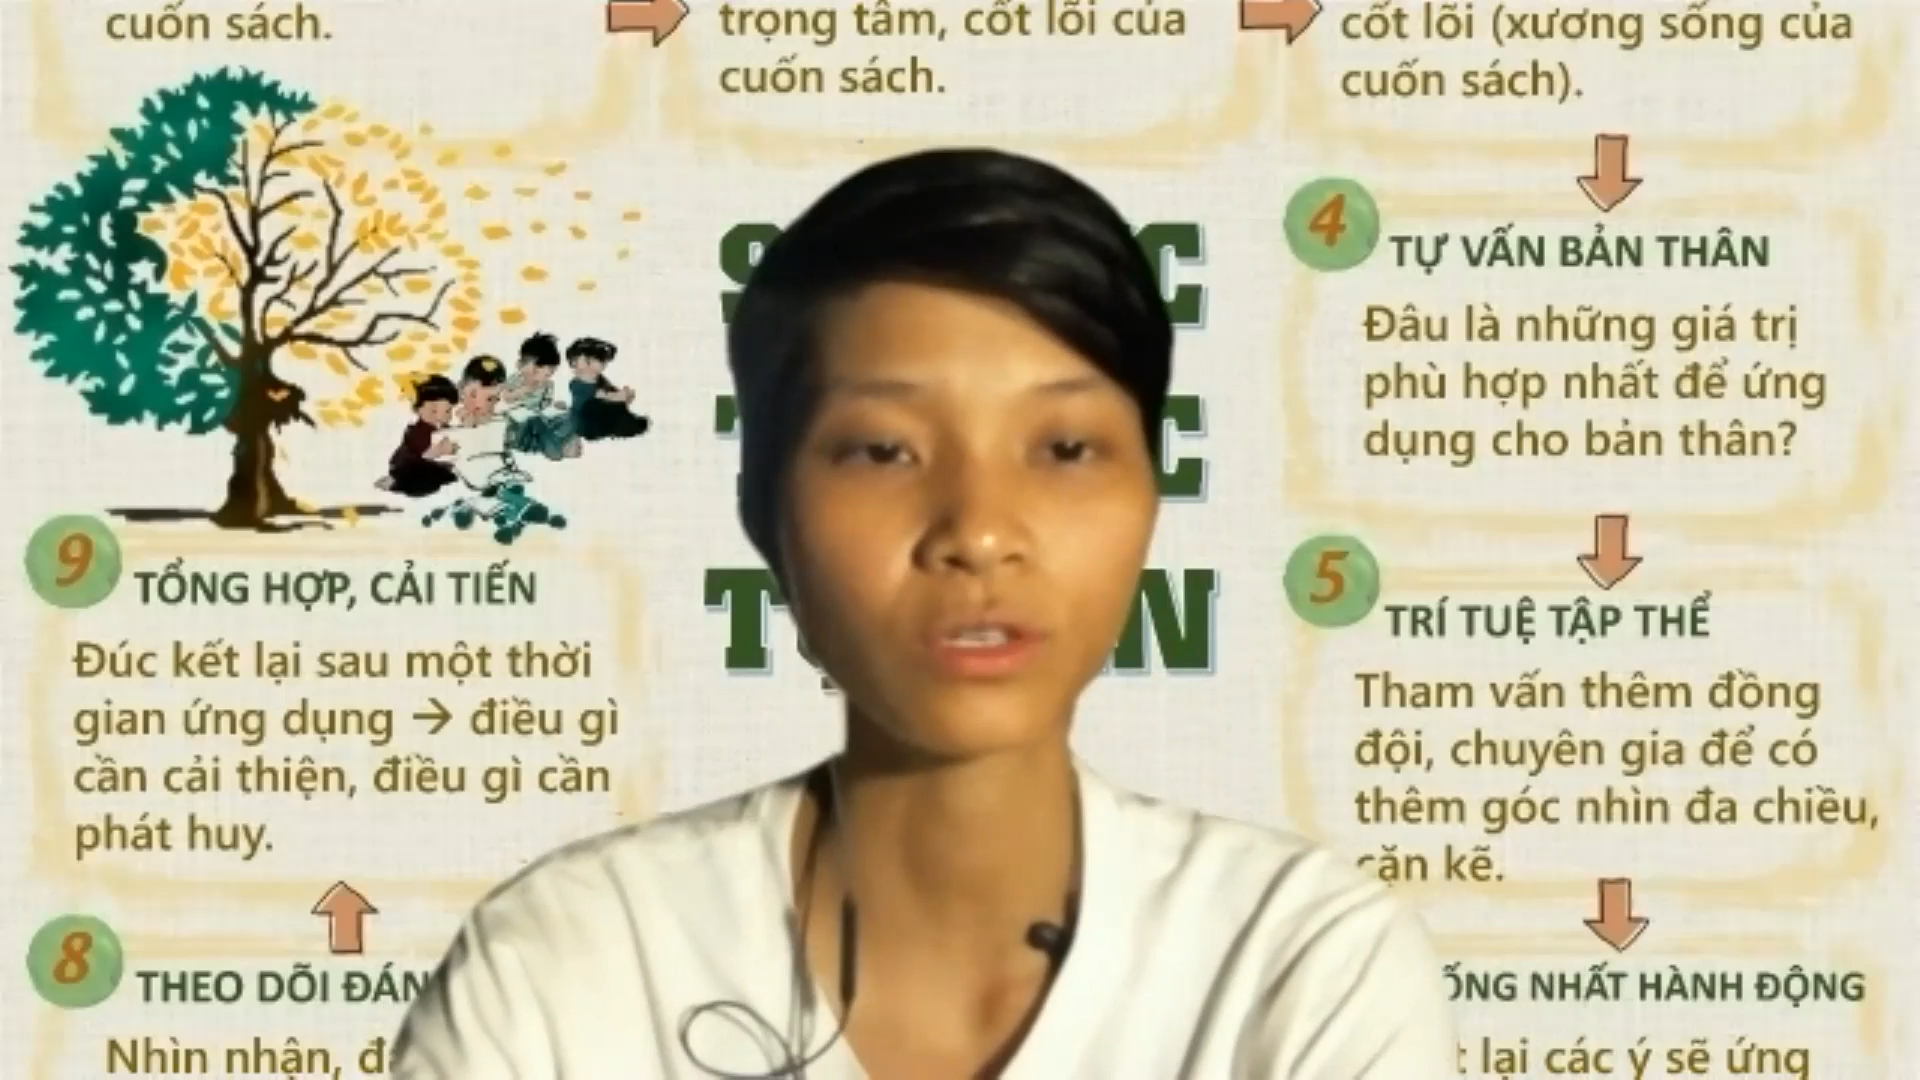 cuốn sách.
trọng tâm, cốt lõi của
cuốn sách.
cốt lõi (xương sống của
cuốn sách).
4
TỰ VẤN BẢN THÂN
Đâu là những giá trị
phù hợp nhất để ứng
dụng cho bản thân?
5
TRÍ TUỆ TẬP THỂ
Tham vấn thêm đồng
đội, chuyên gia để có
thêm góc nhìn đa chiều,
cặn kẽ.
NHẤT HÀNH ĐỘNG
lại các ý sẽ ứng
9
TỔNG HỢP, CẢI TIẾN
Đúc kết lại sau một thời
gian ứng dụng → điều gì
cần cải thiện, điều gì cần
phát huy.
8
THEO DÕI
Nhìn nhận,